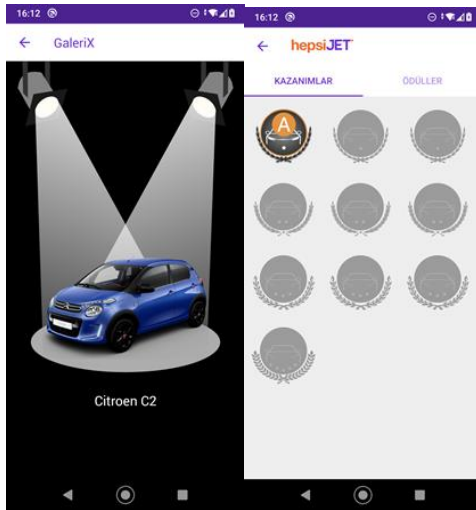 16:12
GaleriX
Citroen C2
16:12
hepsiJET
KAZANIMLAR
ÖDÜLLER
A